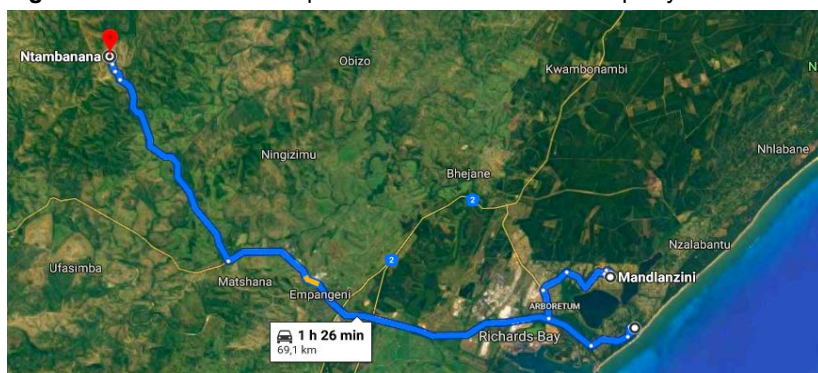 Ntambanana
Obizo
Kwambonambi
N
Ningizimu
Nhlabane
Bhejane
2
Nzalabantu
Ufasimba
2
Matshana
Mandlanzini
Empangeni
ARBORETUM
1 h 26 min
69,1 km
Richards-Bay